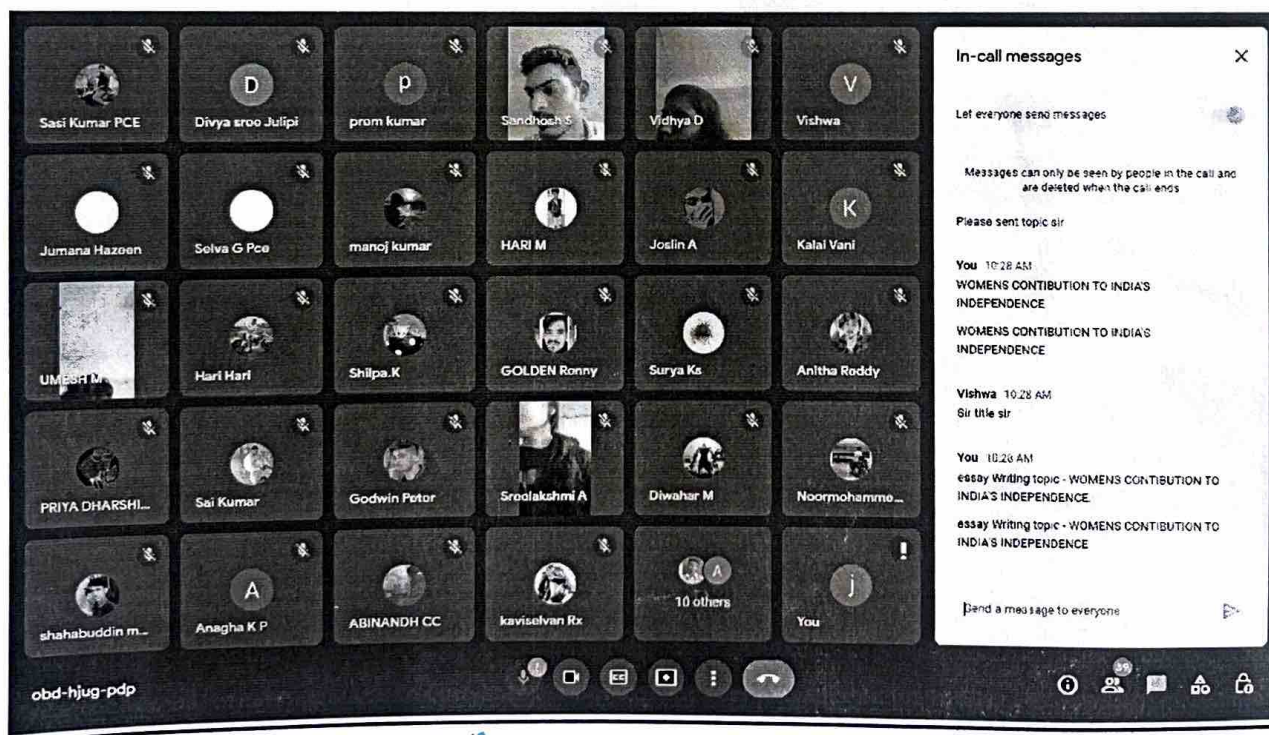 Sasi Kumar PCE
D
Divya sree Julipi
p
prem kumar
Sandhosh S
Vidhya D
V
Vishwa
Jumana Hazeen
Selva G Pce
manoj kumar
HARI M
Joslin A
K
Kalai Vani
UMESH M
Hari Hari
Shilpa.K
GOLDEN Ronny
Surya Ks
Anitha Reddy
PRIYA DHARSHI...
Sai Kumar
Godwin Peter
Sreelakshmi A
Diwahar M
Noormohamme...
shahabuddin m...
A
Anagha K P
ABINANDH CC
kaviselvan Rx
A
10 others
j
You
obd-hjug-pdp
CC
39
In-call messages
Let everyone send messages
Messages can only be seen by people in the call and
are deleted when the call ends
Please sent topic sir
You 10:28 AM
WOMENS CONTIBUTION TO INDIA'S
INDEPENDENCE
WOMENS CONTIBUTION TO INDIA'S
INDEPENDENCE
Vishwa 10:28 AM
Sir title sir
You 10:28 AM
essay Writing topic - WOMENS CONTIBUTION TO
INDIA'S INDEPENDENCE
essay Writing topic - WOMENS CONTIBUTION TO
INDIA'S INDEPENDENCE
Send a message to everyone